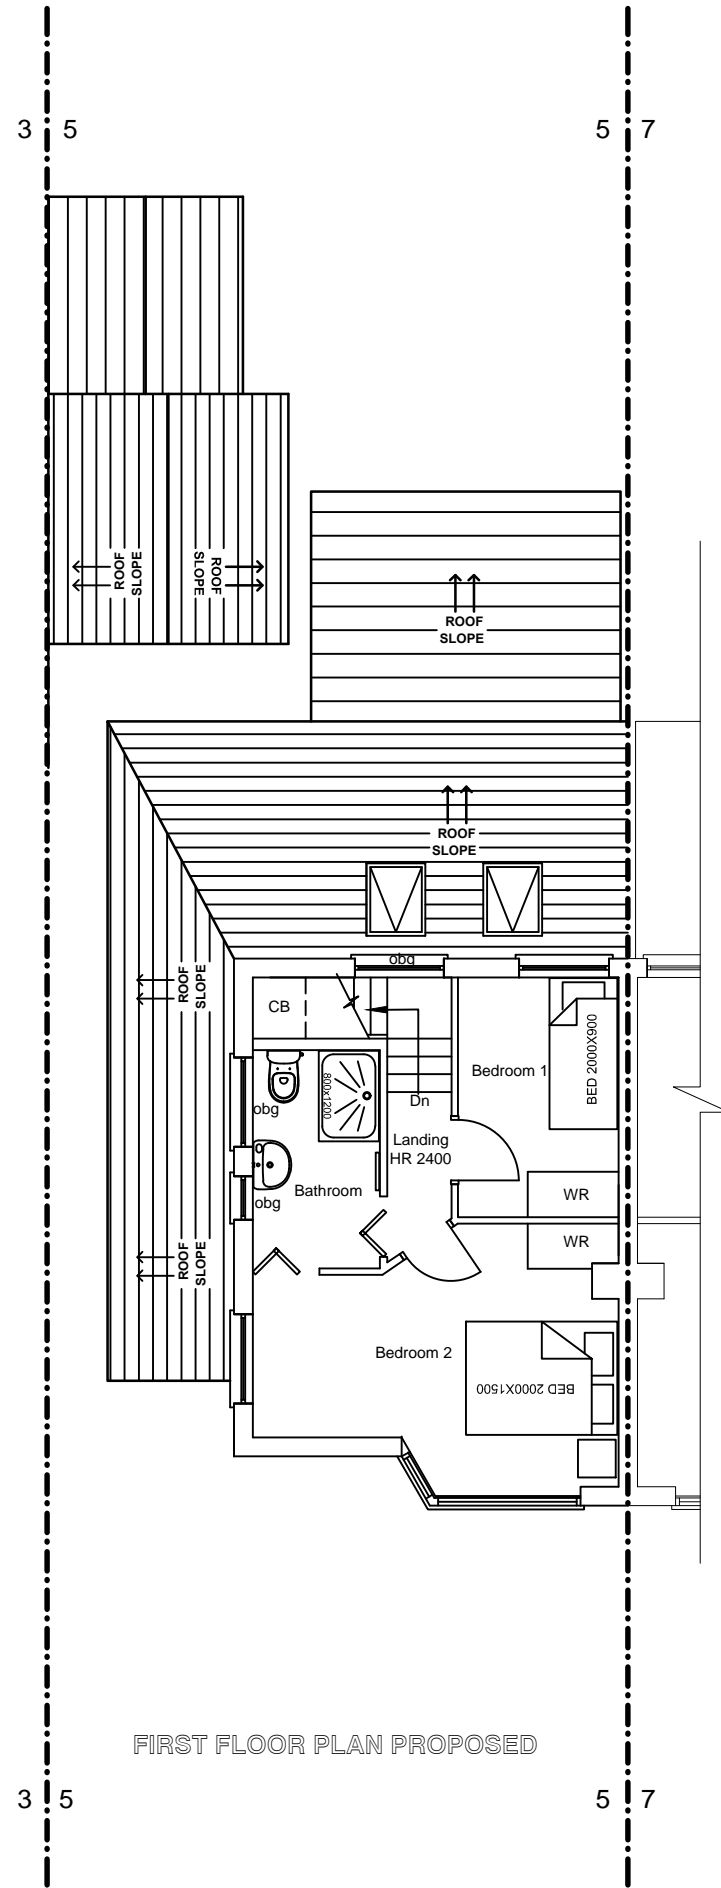 3 5
5 7
ROOF
SLOPE
ROOF
SLOPE
ROOF
SLOPE
ROOF
SLOPE
obg
ROOF
SLOPE
CB
BED 2000X900
Bedroom 1
800x1200
obg
Dn
Landing
HR 2400
Bathroom
obg
WR
WR
ROOF
SLOPE
Bedroom 2
BED 2000X1500
FIRST FLOOR PLAN PROPOSED
3 5
5 7